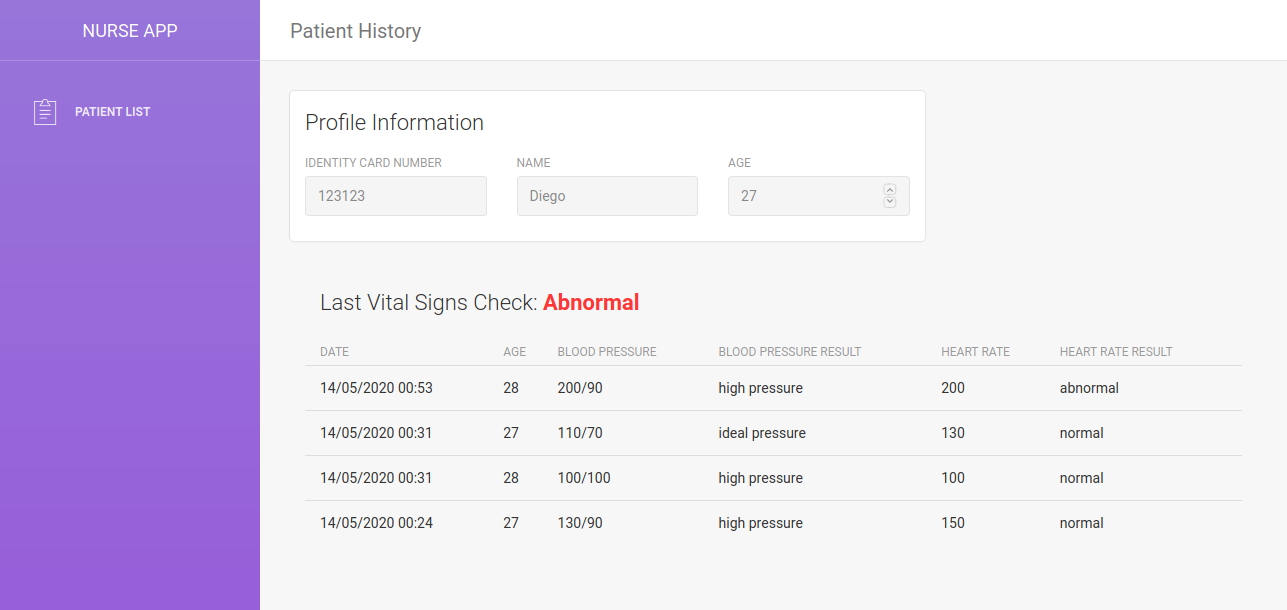 NURSE APP
Patient History
PATIENT LIST
Profile Information
IDENTITY CARD NUMBER NAME AGE
123123 Diego 27
Last Vital Signs Check: Abnormal
DATE AGE BLOOD PRESSURE BLOOD PRESSURE RESULT HEART RATE HEART RATE RESULT
14/05/2020 00:53 28 200/90 high pressure 200 abnormal
14/05/2020 00:31 27 110/70 ideal pressure 130 normal
14/05/2020 00:31 28 100/100 high pressure 100 normal
14/05/2020 00:24 27 130/90 high pressure 150 normal